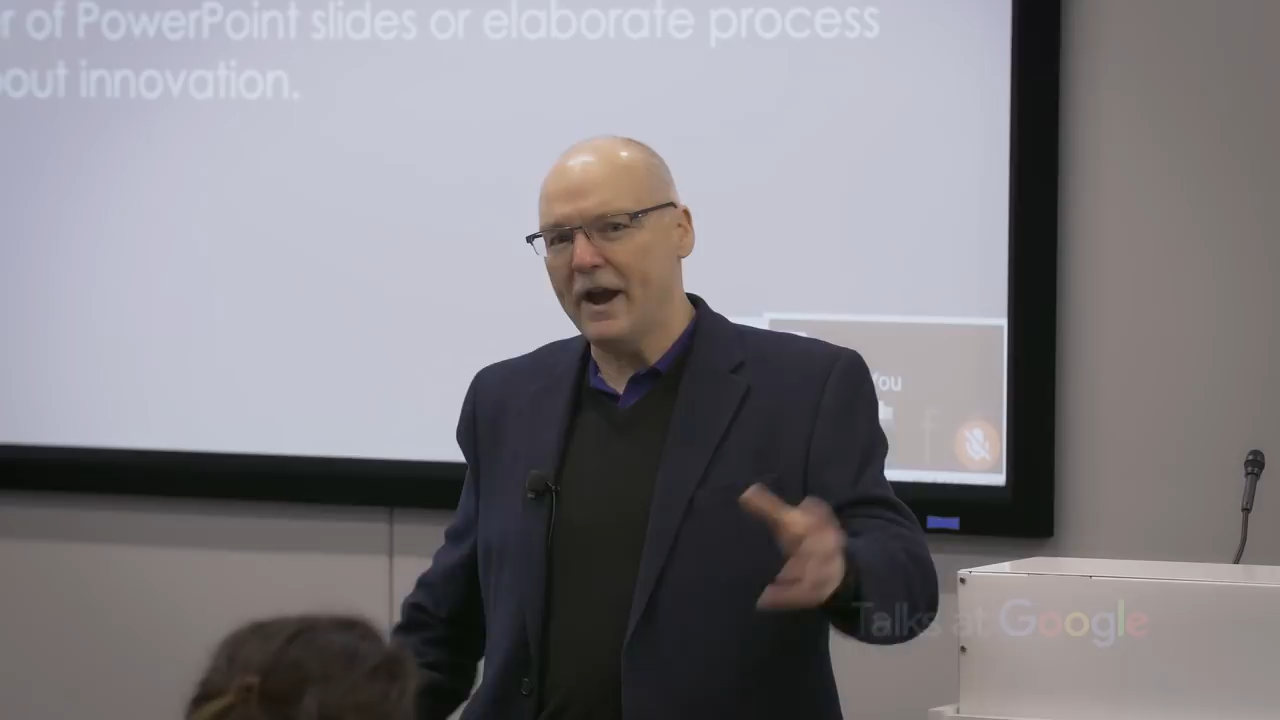 r of PowerPoint slides or elaborate process
out innovation.
You
Talks at Google